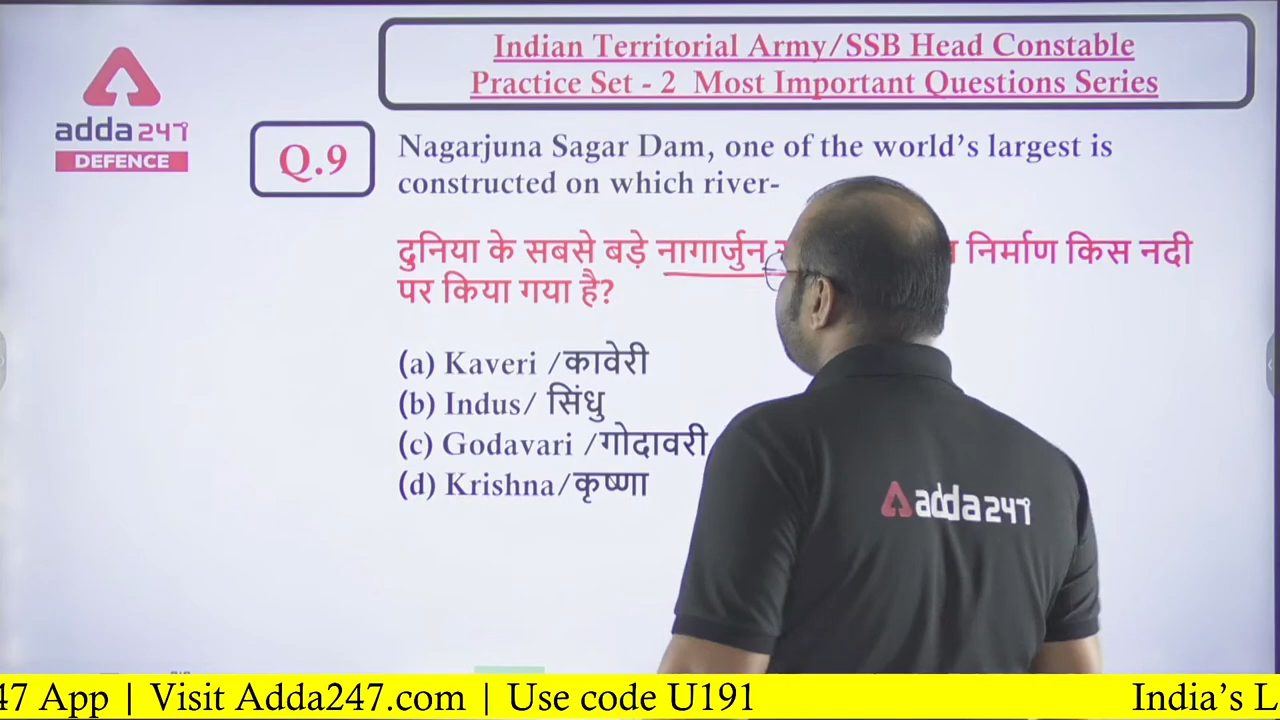 Indian Territorial Army/SSB Head Constable
Practice Set - 2 Most Important Questions Series
adda247
DEFENCE
Q.9
Nagarjuna Sagar Dam, one of the world's largest is
constructed on which river-
दुनिया के सबसे बड़े नागार्जुन निर्माण किस नदी
पर किया गया है?
(a) Kaveri /कावेरी
(b) Indus/ सिंधु
(c) Godavari /गोदावरी
(d) Krishna/कृष्णा
adda247
47 App | Visit Adda247.com | Use code U191 India's L